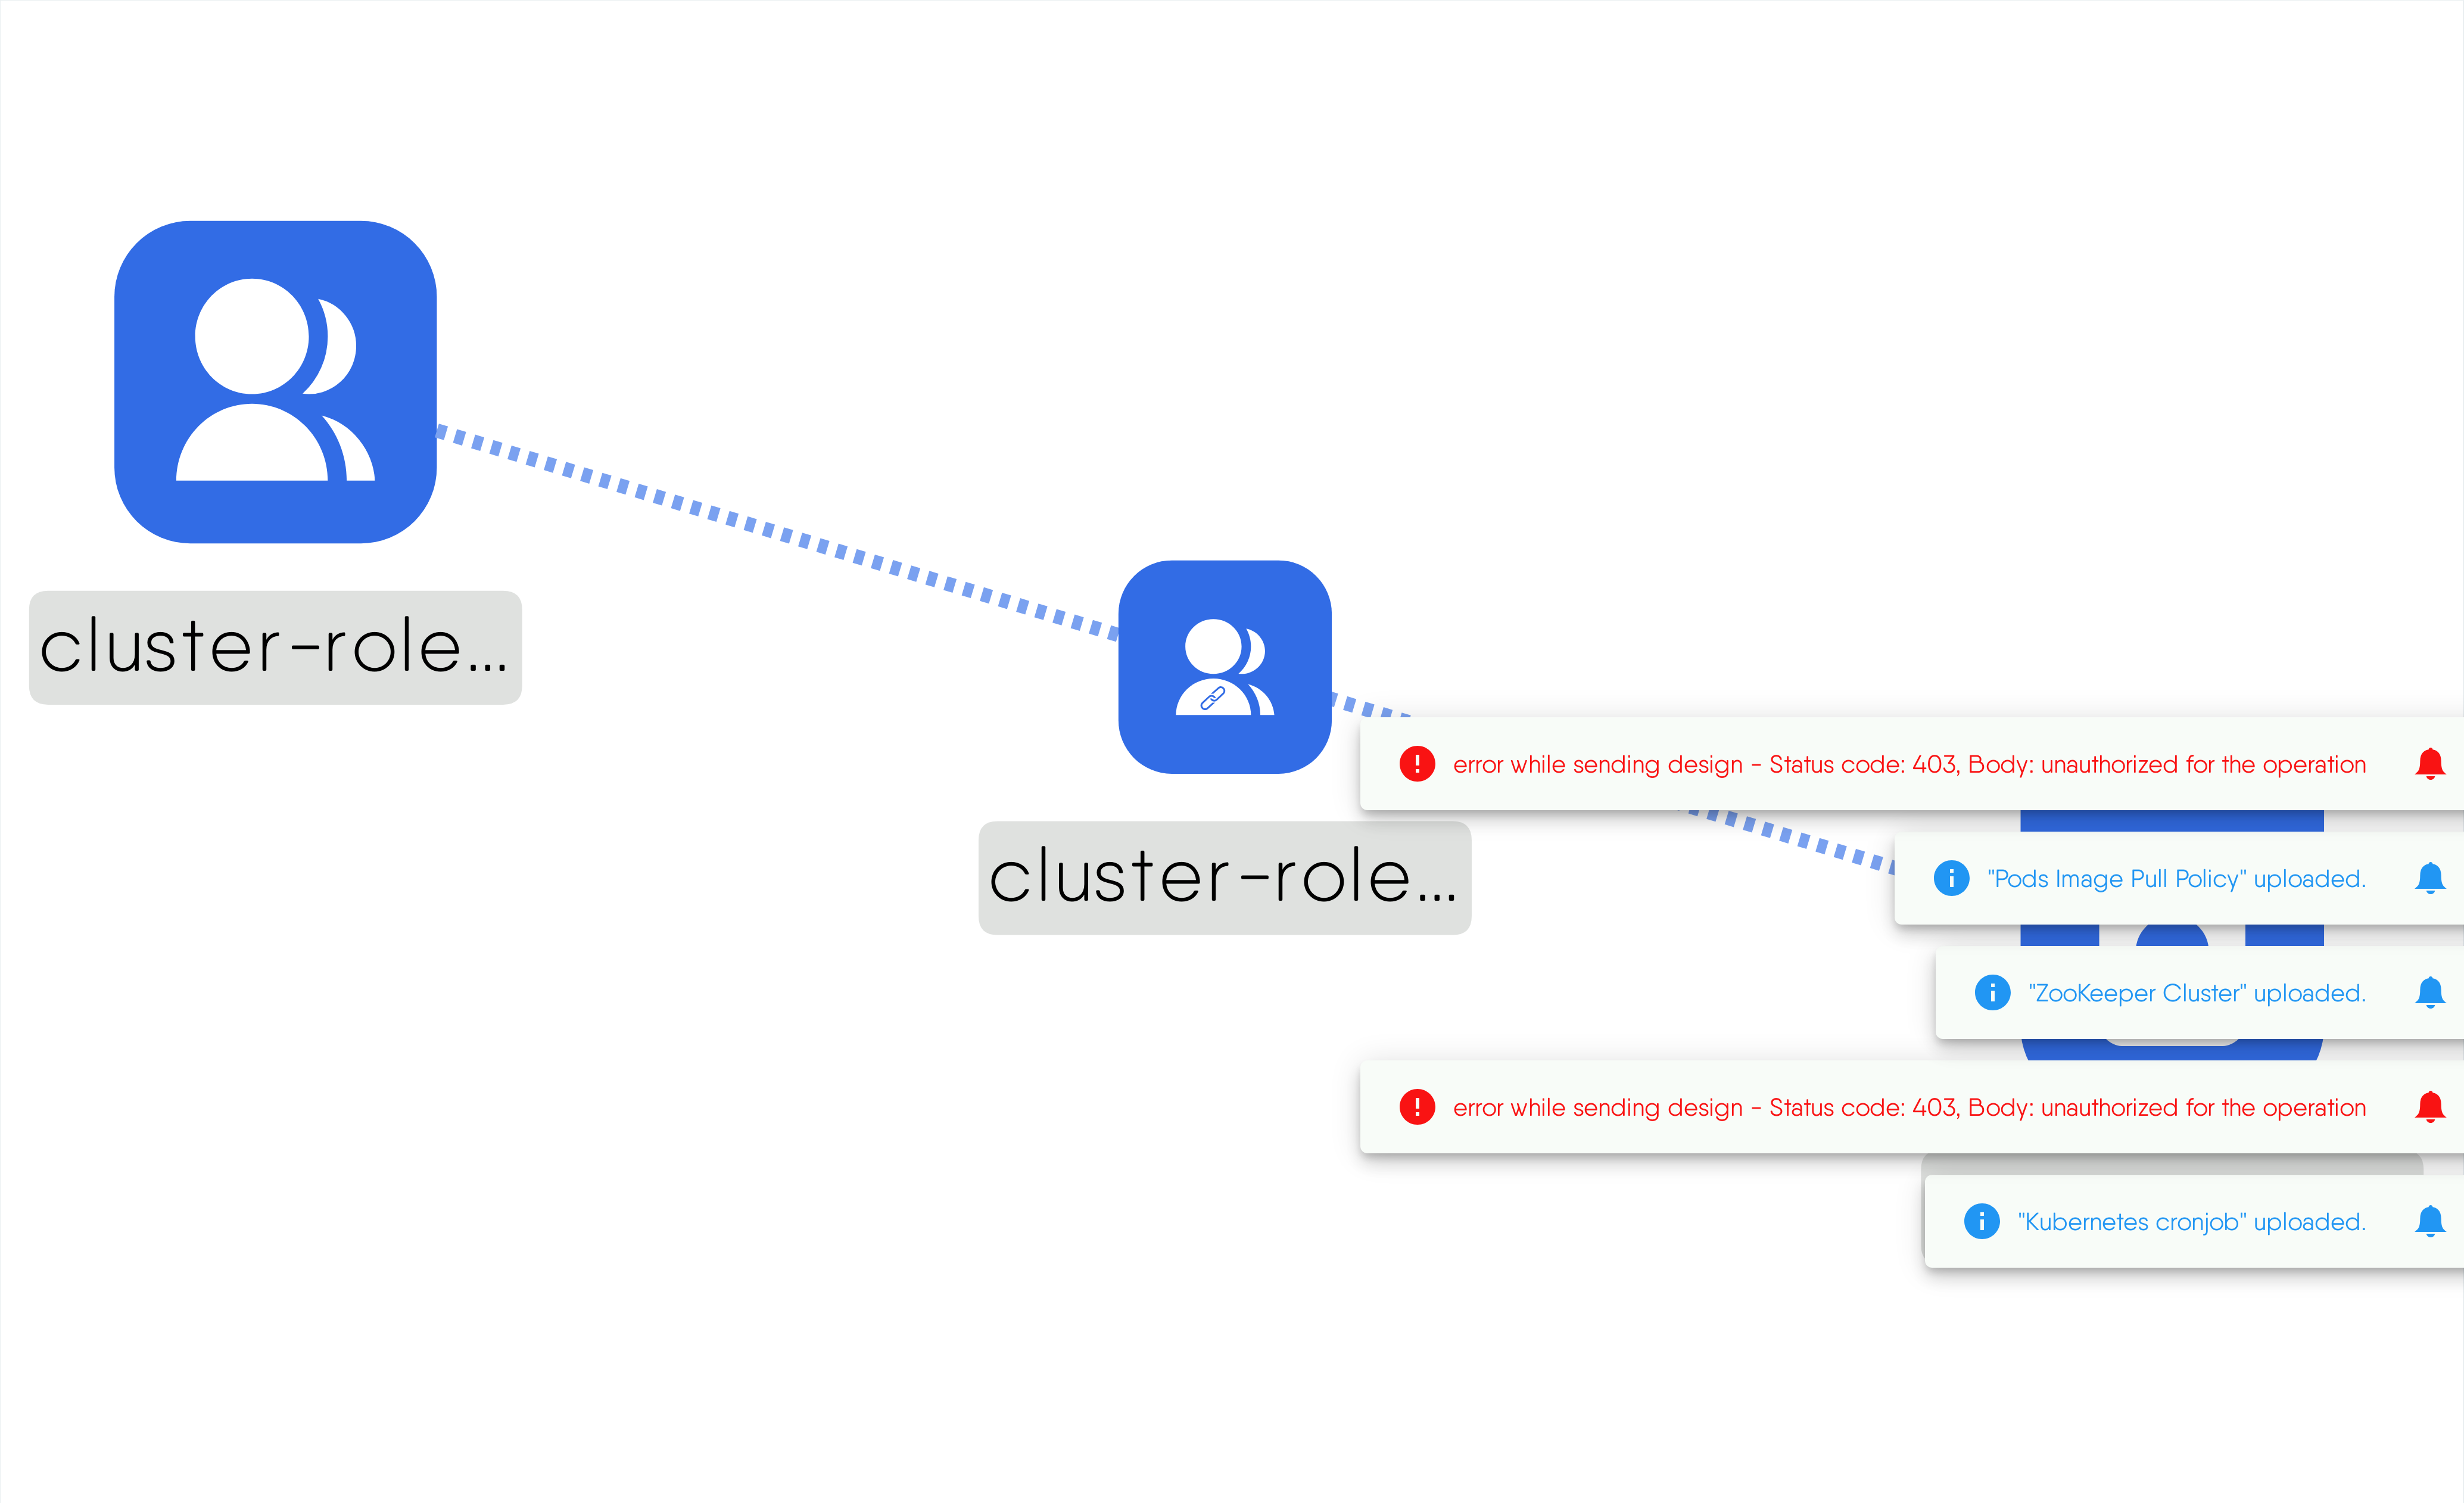 cluster-role...
cluster-role...
error while sending design - Status code: 403, Body: unauthorized for the operation
"Pods Image Pull Policy" uploaded.
"ZooKeeper Cluster" uploaded.
error while sending design - Status code: 403, Body: unauthorized for the operation
"Kubernetes cronjob" uploaded.